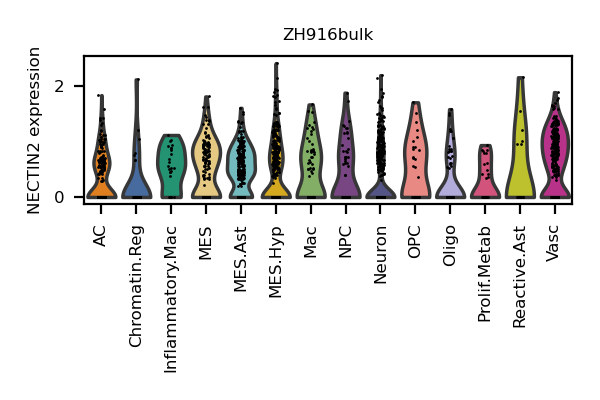 ZH916bulk
NECTIN2 expression
2
0
AC
Chromatin.Reg
Inflammatory.Mac
MES
MES.Ast
MES.Hyp
Mac
NPC
Neuron
OPC
Oligo
Prolif.Metab
Reactive.Ast
Vasc